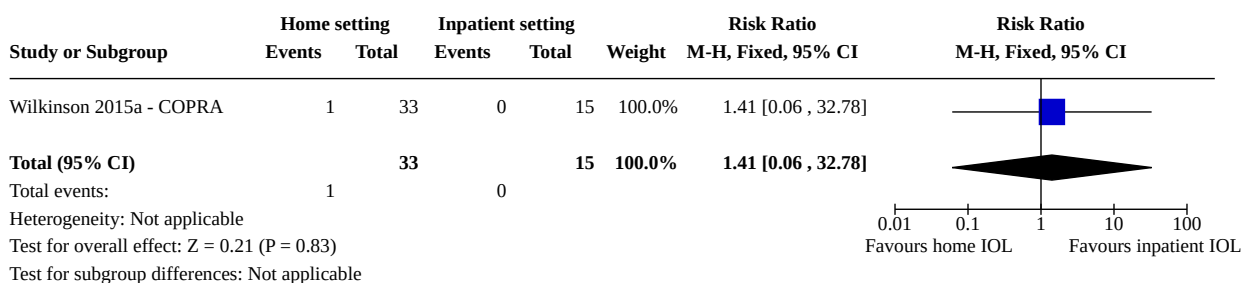 Home setting Inpatient setting Risk Ratio Risk Ratio
Study or Subgroup Events Total Events Total Weight M-H, Fixed, 95% CI M-H, Fixed, 95% CI
Wilkinson 2015a - COPRA 1 33 0 15 100.0% 1.41 [0.06 , 32.78]
Total (95% CI) 33 15 100.0% 1.41 [0.06 , 32.78]
Total events: 1 0
Heterogeneity: Not applicable
0.01 0.1 1 10 100
Test for overall effect: Z = 0.21 (P = 0.83) Favours home IOL Favours inpatient IOL
Test for subgroup differences: Not applicable